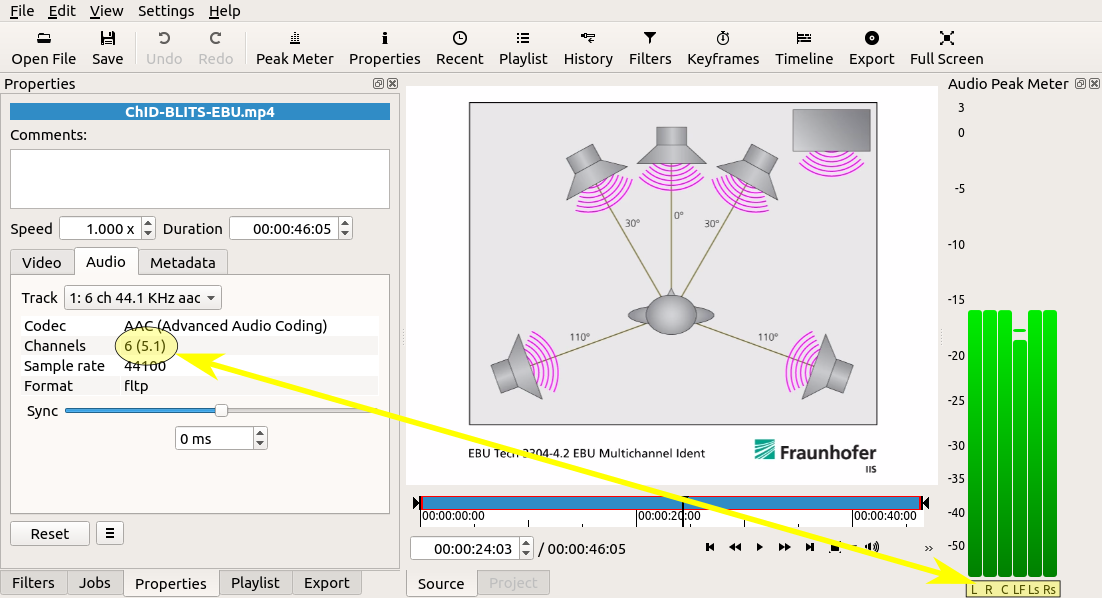 File Edit View Settings Help
Open File Save Undo Redo Peak Meter Properties Recent Playlist History Filters Keyframes Timeline Export Full Screen
Properties
ChID-BLITS-EBU.mp4
Comments:
Speed 1.000 x Duration 00:00:46:05
Video Audio Metadata
Track 1: 6 ch 44.1 KHz aac
Codec AAC (Advanced Audio Coding)
Channels 6 (5.1)
Sample rate 44100
Format fltp
Sync
0 ms
Reset
Filters Jobs Properties Playlist Export
30° 0° 30°
110° 110°
EBU Tech 3304-4.2 EBU Multichannel Ident
Fraunhofer
IIS
00:00:00:00 00:00:20:00 00:00:40:00
00:00:24:03 / 00:00:46:05
Source Project
Audio Peak Meter
3
0
-5
-10
-15
-20
-25
-30
-35
-40
-50
L R C LF Ls Rs